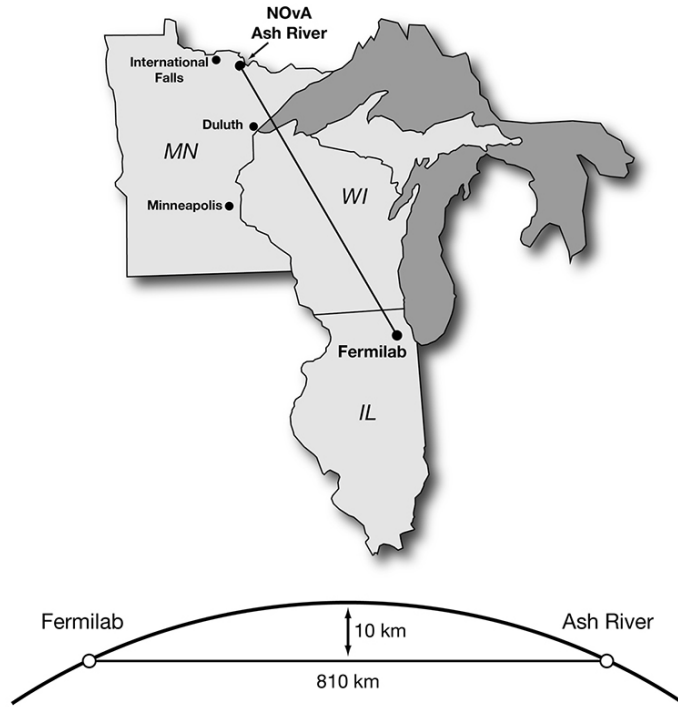 NOvA
Ash River
International
Falls
Duluth
MN
WI
Minneapolis
Fermilab
IL
Fermilab
Ash River
10 km
810 km